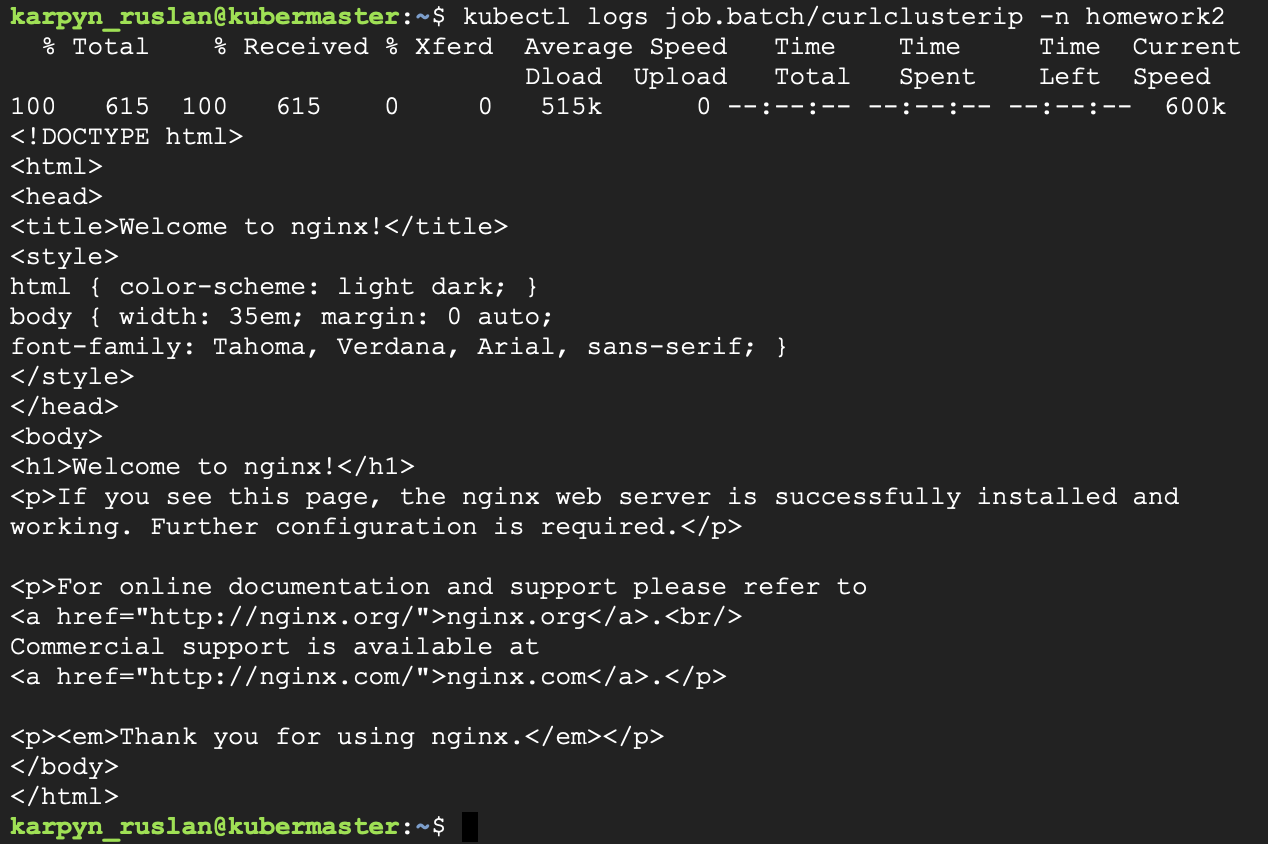 karpyn_ruslan@kubermaster:~$ kubectl logs job.batch/curlclusterip -n homework2
  % Total    % Received % Xferd  Average Speed   Time    Time     Time  Current
                                 Dload  Upload   Total   Spent    Left  Speed
100   615  100   615    0     0   515k      0 --:--:-- --:--:-- --:--:--  600k
<!DOCTYPE html>
<html>
<head>
<title>Welcome to nginx!</title>
<style>
html { color-scheme: light dark; }
body { width: 35em; margin: 0 auto;
font-family: Tahoma, Verdana, Arial, sans-serif; }
</style>
</head>
<body>
<h1>Welcome to nginx!</h1>
<p>If you see this page, the nginx web server is successfully installed and
working. Further configuration is required.</p>

<p>For online documentation and support please refer to
<a href="http://nginx.org/">nginx.org</a>.<br/>
Commercial support is available at
<a href="http://nginx.com/">nginx.com</a>.</p>

<p><em>Thank you for using nginx.</em></p>
</body>
</html>
karpyn_ruslan@kubermaster:~$